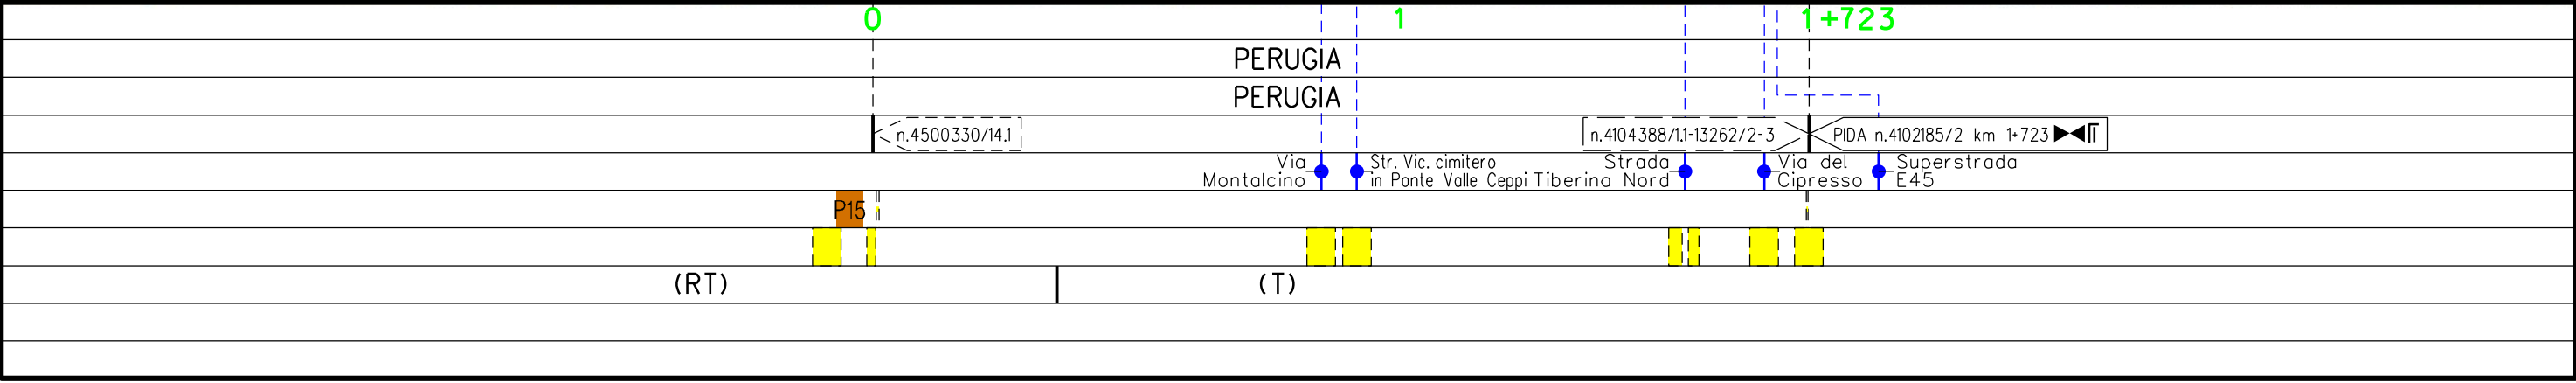 0 1 1+723
PERUGIA
PERUGIA
n.4500330/14.1 n.4104388/1.1-13262/2-3 PIDA n.4102185/2 km 1+723
Via Montalcino
Str. Vic. cimitero in Ponte Valle Ceppi
Strada Tiberina Nord
Via del Cipresso
Superstrada E45
P15
(RT) (T)